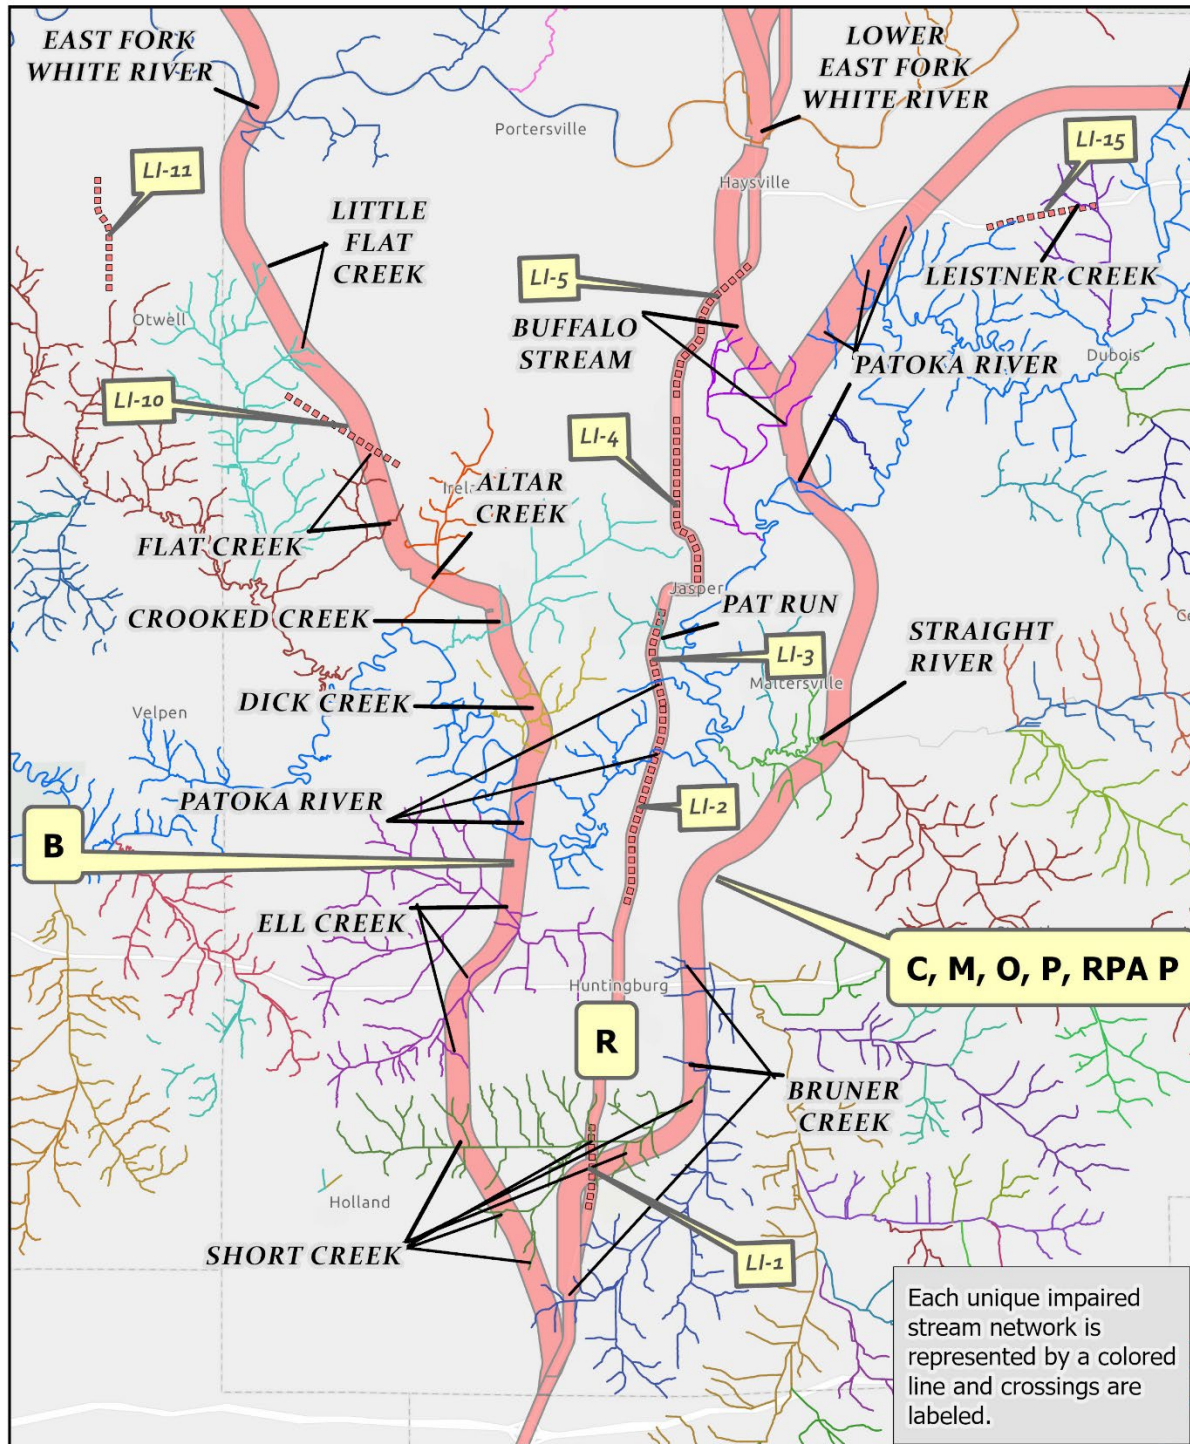 EAST FORK
WHITE RIVER
LOWER
EAST FORK
WHITE RIVER
Portersville
LI-11
LI-15
Haysville
LITTLE
FLAT
CREEK
LI-5
LEISTNER CREEK
Otwell
BUFFALO
STREAM
PATOKA RIVER
Dubois
LI-10
LI-4
ALTAR
CREEK
FLAT CREEK
Jasper
CROOKED CREEK
PAT RUN
STRAIGHT
RIVER
LI-3
DICK CREEK
Velpen
PATOKA RIVER
LI-2
B
ELL CREEK
C, M, O, P, RPA P
Huntingburg
R
BRUNER
CREEK
Holland
SHORT CREEK
LI-1
Each unique impaired
stream network is
represented by a colored
line and crossings are
labeled.